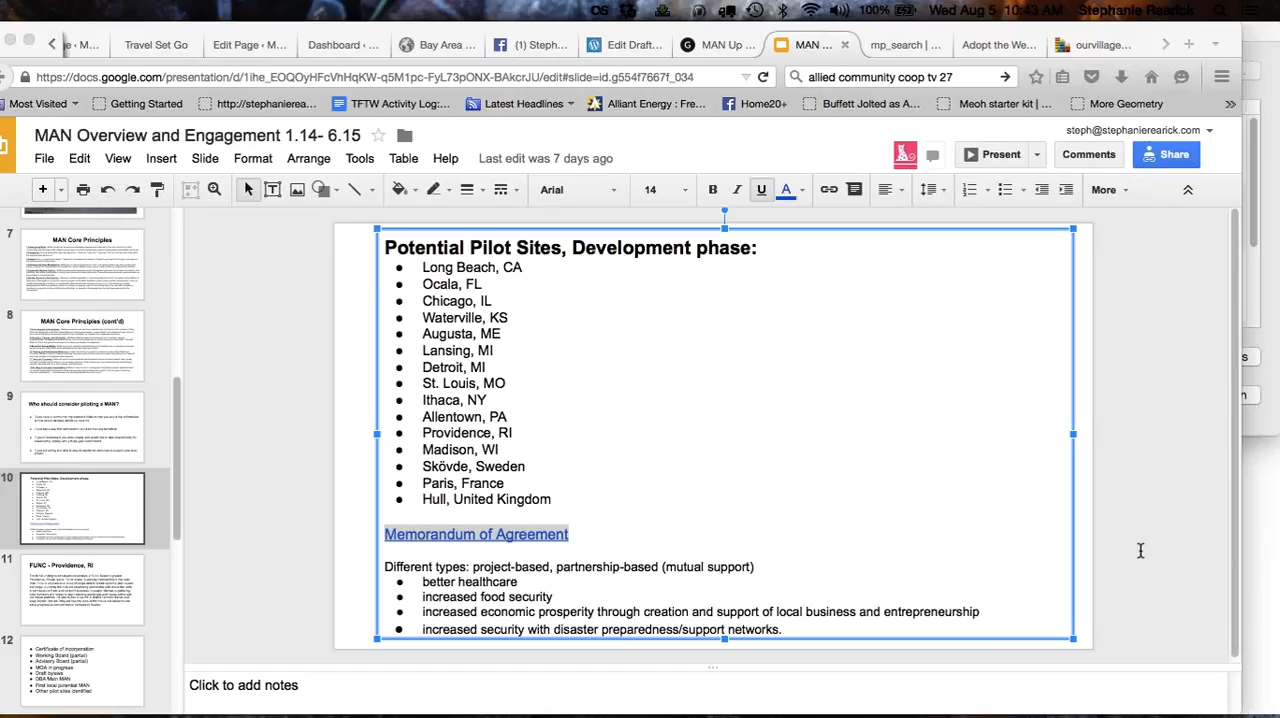 OS 100% Wed Aug 5 10:43 AM Stephanie Rearick
Travel Set Go Edit Page ‹ M... Dashboard ‹ ... Bay Area ... (1) Steph... Edit Draft... MAN Up ... MAN ... mp_search | ... Adopt the We... ourvillage...
https://docs.google.com/presentation/d/1ihe_EOQOyHFcVhHqKW-q5M1pc-FyL73pONX-BAkcrJU/edit#slide=id.g554f7667f_034 allied community coop tv 27
Most Visited Getting Started http://stephanierea... TFTW Activity Log:... Latest Headlines Alliant Energy : Fre... Home20+ Buffett Jolted as A... Meoh starter kit | ... More Geometry
MAN Overview and Engagement 1.14- 6.15
steph@stephanierearick.com
File Edit View Insert Slide Format Arrange Tools Table Help Last edit was 7 days ago
Present Comments Share
Arial 14 B I U A More
7
MAN Core Principles
8
MAN Core Principles (cont'd)
9
Who should consider piloting a MAN?
10
Potential Pilot Sites, Development phase:
11
FUNC - Providence, RI
12
Certificate of incorporation
Working Board (partial)
Advisory Board (partial)
MOA in progress
Draft bylaws
DBA Main MAN
First local potential MAN
Other pilot sites identified
Potential Pilot Sites, Development phase:
● Long Beach, CA
● Ocala, FL
● Chicago, IL
● Waterville, KS
● Augusta, ME
● Lansing, MI
● Detroit, MI
● St. Louis, MO
● Ithaca, NY
● Allentown, PA
● Providence, RI
● Madison, WI
● Skövde, Sweden
● Paris, France
● Hull, United Kingdom
Memorandum of Agreement
Different types: project-based, partnership-based (mutual support)
● better healthcare
● increased food security
● increased economic prosperity through creation and support of local business and entrepreneurship
● increased security with disaster preparedness/support networks.
Click to add notes